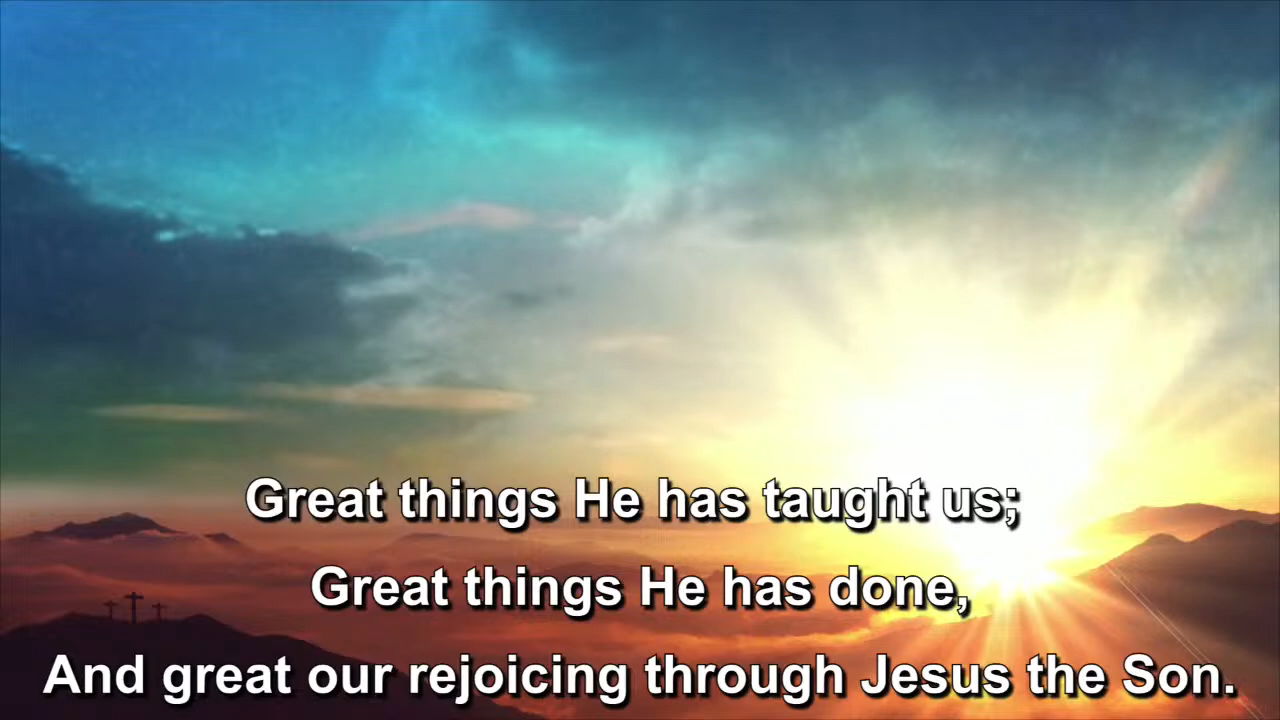 Great things He has taught us;
Great things He has done,
And great our rejoicing through Jesus the Son.